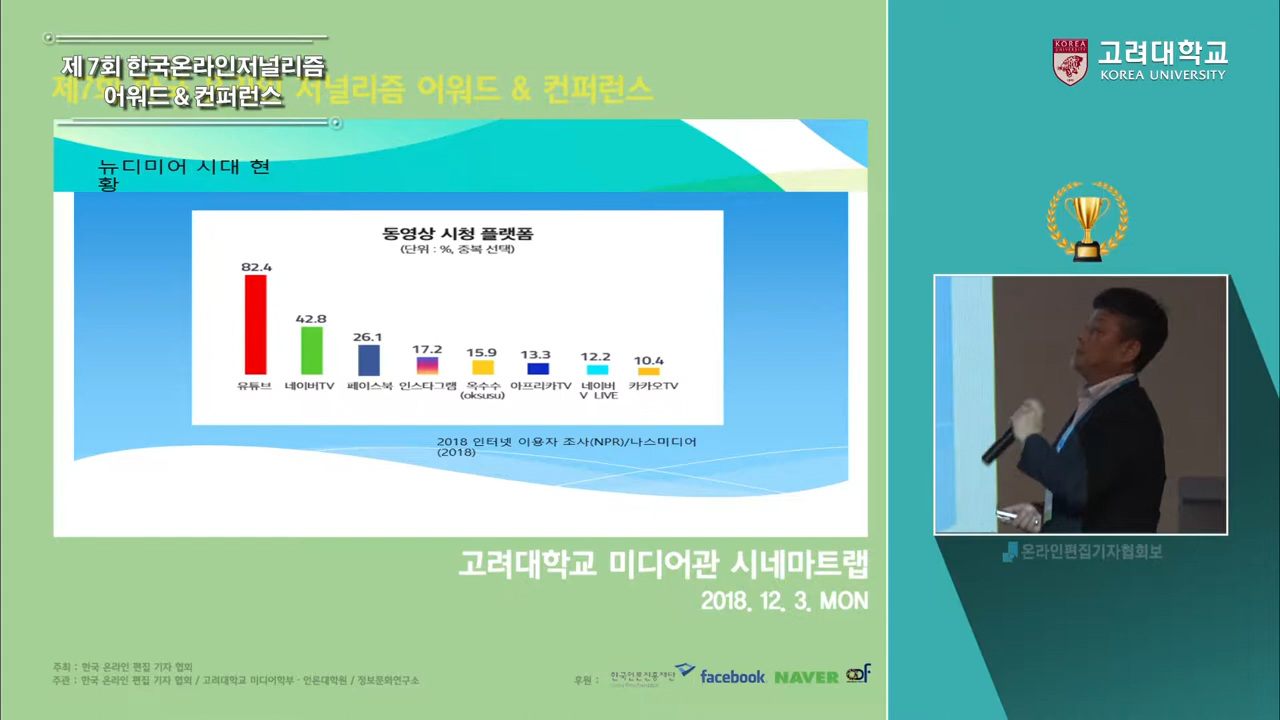 제 7회 한국온라인저널리즘
어워드 & 컨퍼런스
저널리즘 어워드 & 컨퍼런스
고려대학교
KOREA UNIVERSITY
뉴디미어 시대 현
황
동영상 시청 플랫폼
(단위 : %, 중복 선택)
82.4
42.8
26.1
17.2
15.9
13.3
12.2
10.4
유튜브
네이버TV
페이스북
인스타그램
옥수수
(oksusu)
아프리카TV
네이버
V LIVE
카카오TV
2018 인터넷 이용자 조사(NPR)/나스미디어
(2018)
온라인편집기자협회보
고려대학교 미디어관 시네마트랩
2018. 12. 3. MON
주최 : 한국 온라인 편집 기자 협회
주관 : 한국 온라인 편집 기자 협회 / 고려대학교 미디어학부 · 언론대학원 / 정보문화연구소
후원 : 한국언론진흥재단 facebook NAVER